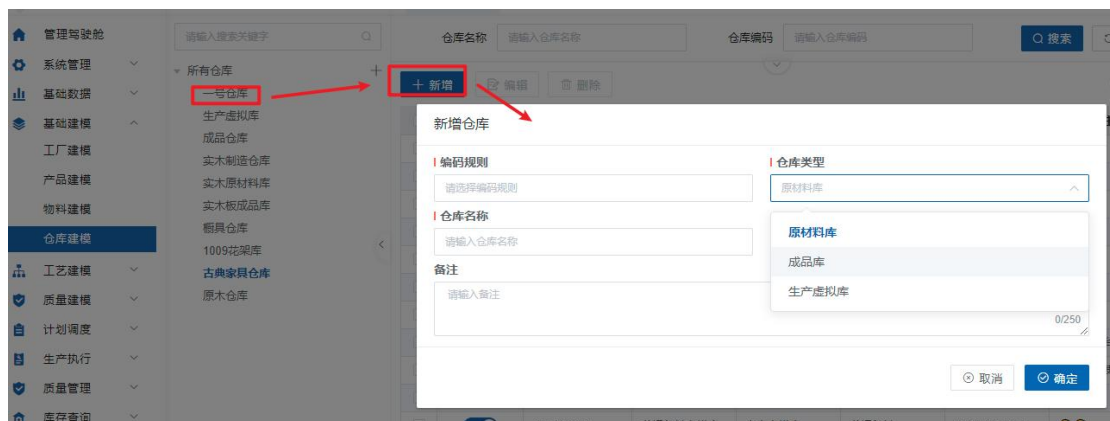 管理驾驶舱
系统管理
基础数据
基础建模
工厂建模
产品建模
物料建模
仓库建模
工艺建模
质量建模
计划调度
生产执行
质量管理
库存查询
请输入搜索关键字
所有仓库
一号仓库
生产虚拟库
成品仓库
实木制造仓库
实木原材料库
实木板成品库
橱具仓库
1009花架库
古典家具仓库
原木仓库
仓库名称 请输入仓库名称 仓库编码 请输入仓库编码 搜索
新增 编辑 删除
新增仓库
编码规则
请选择编码规则
仓库类型
原材料库
原材料库
成品库
生产虚拟库
仓库名称
请输入仓库名称
备注
请输入备注
0/250
取消 确定